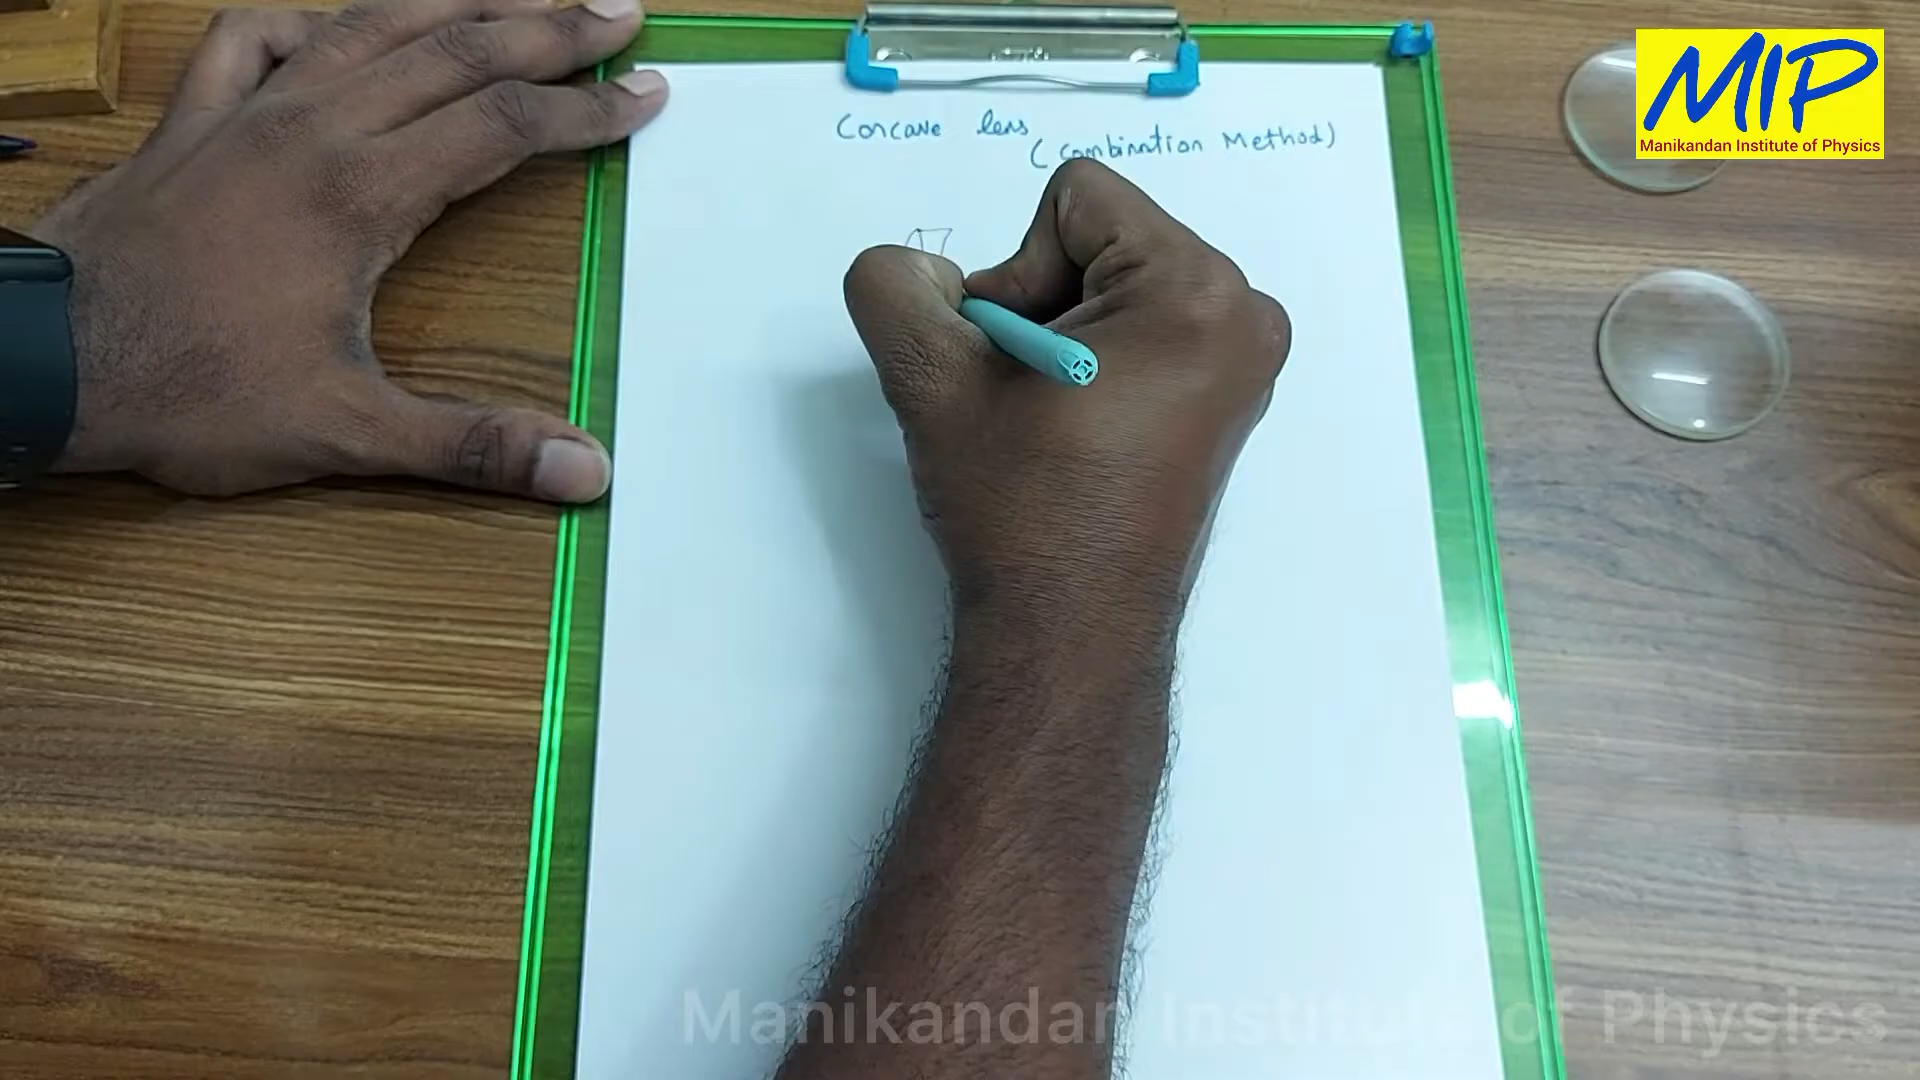 MIP
Manikandan Institute of Physics
Concave lens
(Combination Method)
Manikandan Institute of Physics